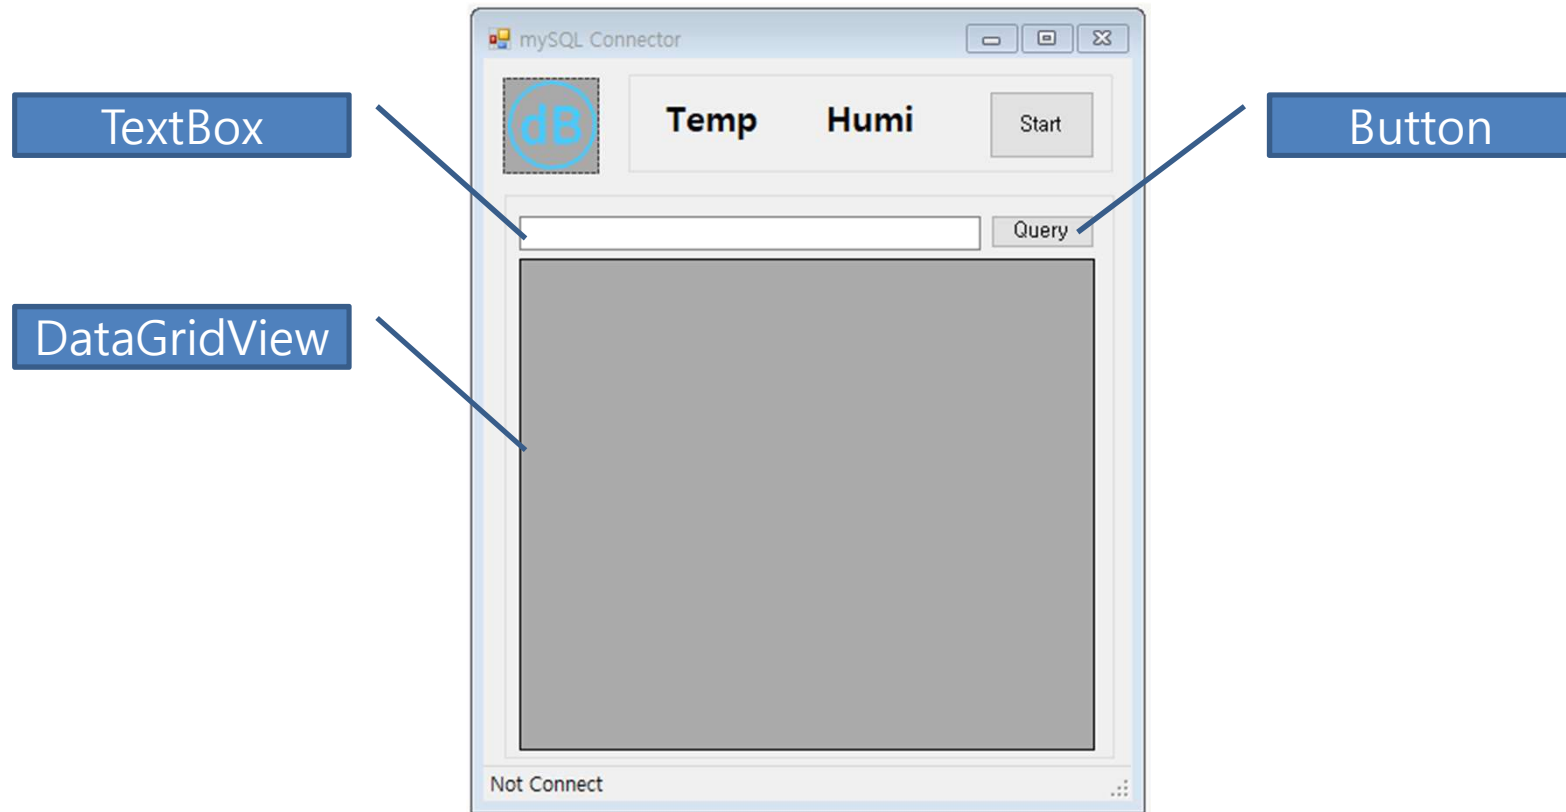 mySQL Connector
TextBox
dB
Temp Humi Start
Button
Query
DataGridView
Not Connect